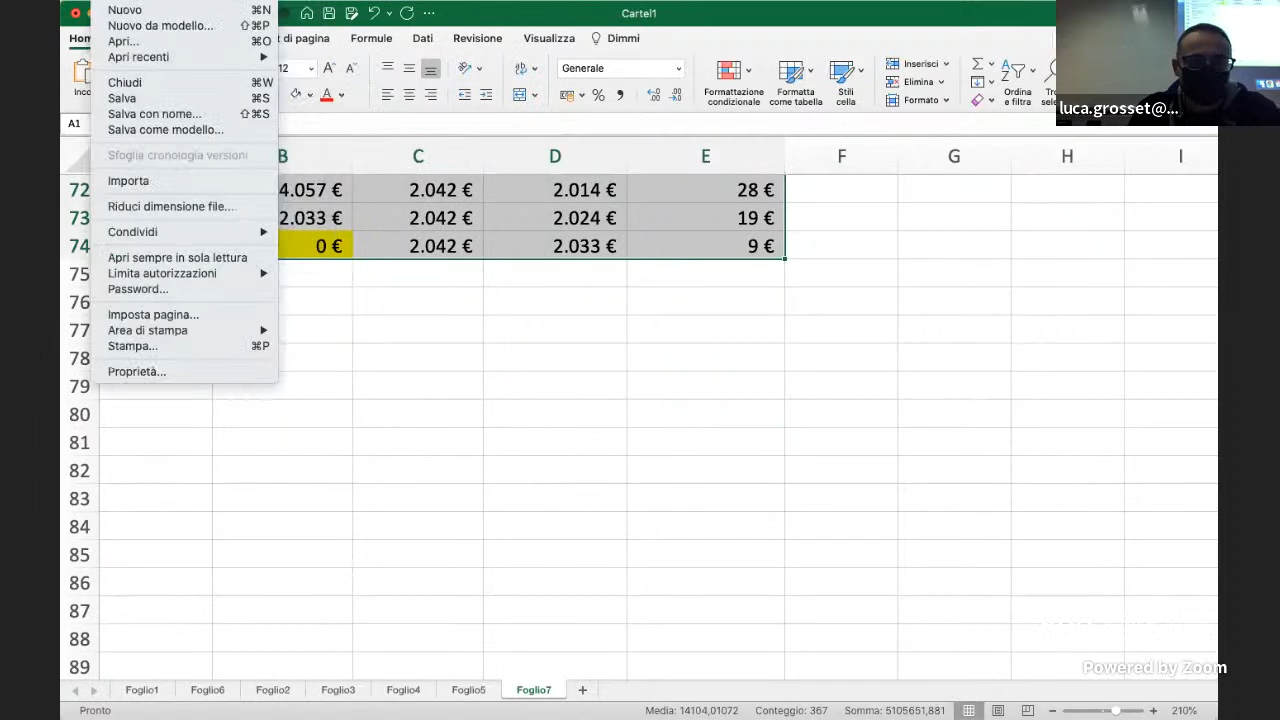 Cartel1
Nuovo ⌘N
Nuovo da modello... ⇧⌘P
Apri... ⌘O
Apri recenti
Chiudi ⌘W
Salva ⌘S
Salva con nome... ⇧⌘S
Salva come modello...
Sfoglia cronologia versioni
Importa
Riduci dimensione file...
Condividi
Apri sempre in sola lettura
Limita autorizzazioni
Password...
Imposta pagina...
Area di stampa
Stampa... ⌘P
Proprietà...
Formule Dati Revisione Visualizza Dimmi
t di pagina
12 Generale
Formattazione condizionale
Formatta come tabella
Stili cella
Inserisci
Elimina
Formato
Ordina e filtra
A1
B C D E F G H I
72 4.057 € 2.042 € 2.014 € 28 €
73 2.033 € 2.042 € 2.024 € 19 €
74 0 € 2.042 € 2.033 € 9 €
75
76
77
78
79
80
81
82
83
84
85
86
87
88
89
Foglio1 Foglio6 Foglio2 Foglio3 Foglio4 Foglio5 Foglio7
Pronto Media: 14104,01072 Conteggio: 367 Somma: 5105651,881 210%
luca.grosset@...
Powered by Zoom